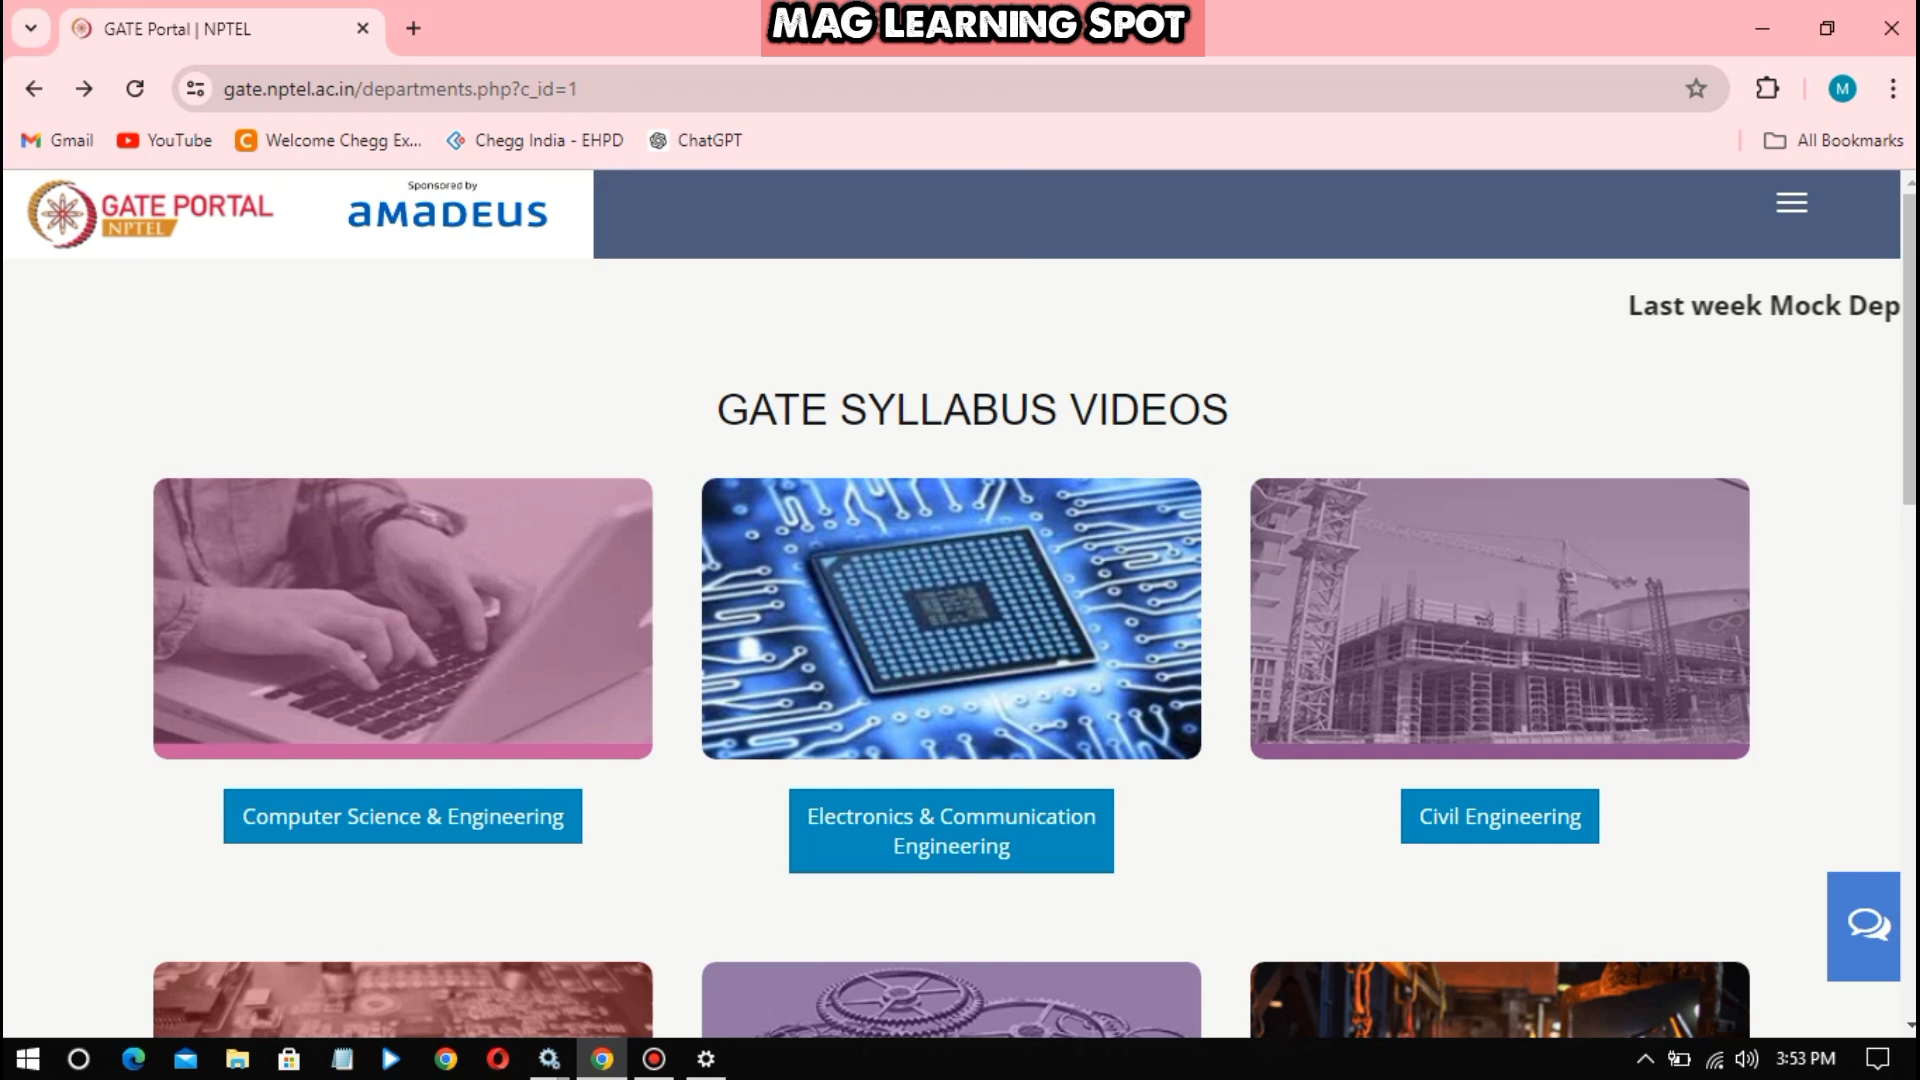 GATE Portal | NPTEL
MAG LEARNING SPOT
gate.nptel.ac.in/departments.php?c_id=1
M
Gmail
YouTube
Welcome Chegg Ex...
Chegg India - EHPD
ChatGPT
All Bookmarks
GATE PORTAL
NPTEL
Sponsored by
aMaDEUS
Last week Mock Dep
GATE SYLLABUS VIDEOS
Computer Science & Engineering
Electronics & Communication
Engineering
Civil Engineering
3:53 PM